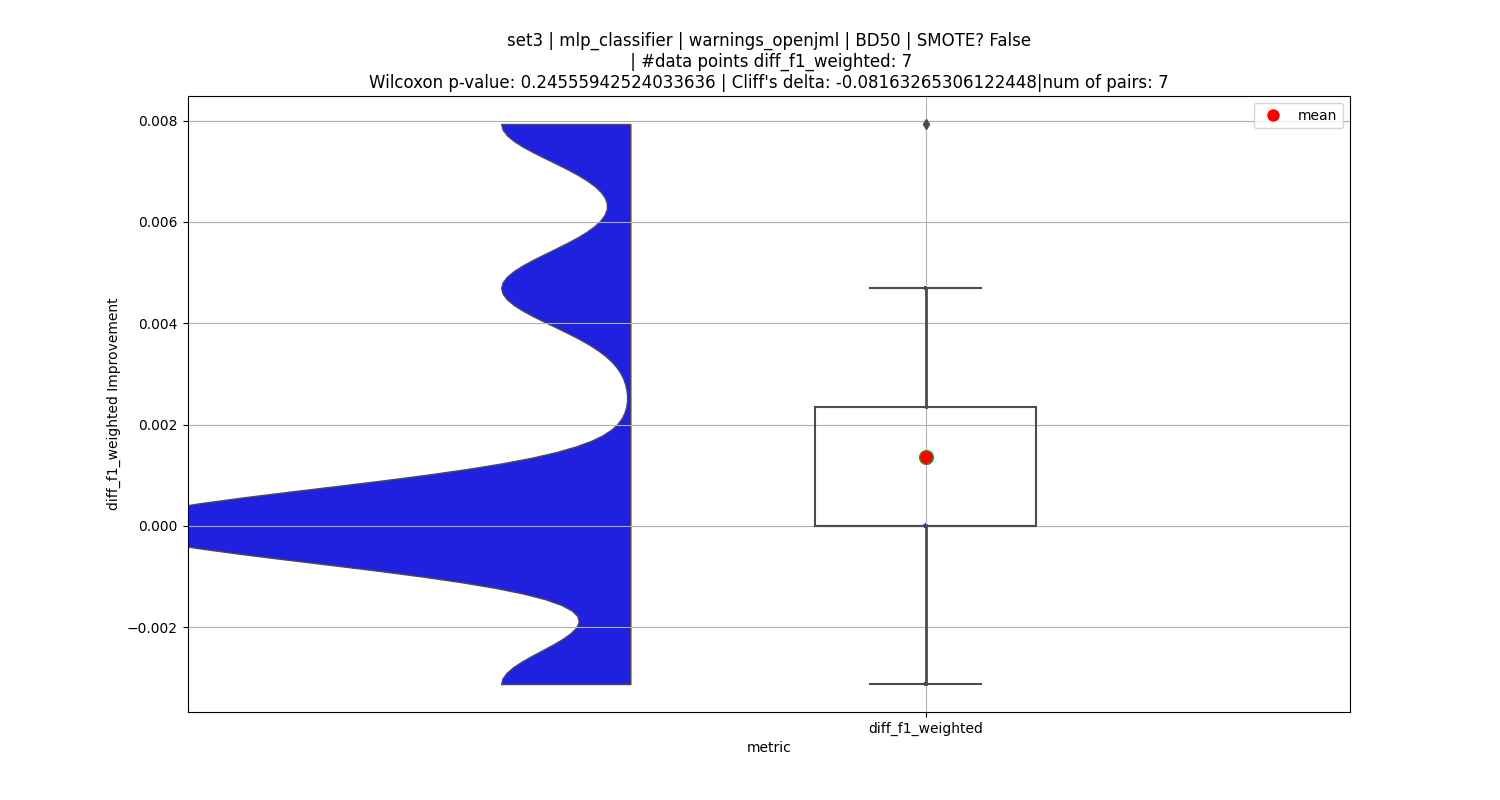 set3 | mlp_classifier | warnings_openjml | BD50 | SMOTE? False
| #data points diff_f1_weighted: 7
Wilcoxon p-value: 0.24555942524033636 | Cliff's delta: -0.08163265306122448|num of pairs: 7
mean
0.008
0.006
0.004
0.002
0.000
−0.002
diff_f1_weighted Improvement
diff_f1_weighted
metric